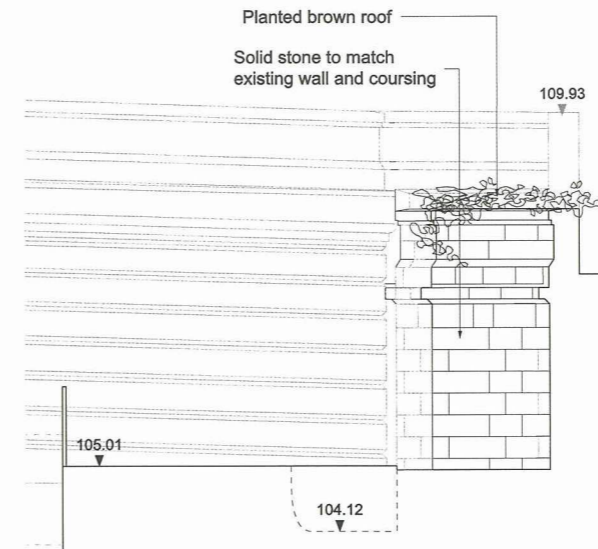 Planted brown roof
Solid stone to match
existing wall and coursing
109.93
105.01
104.12